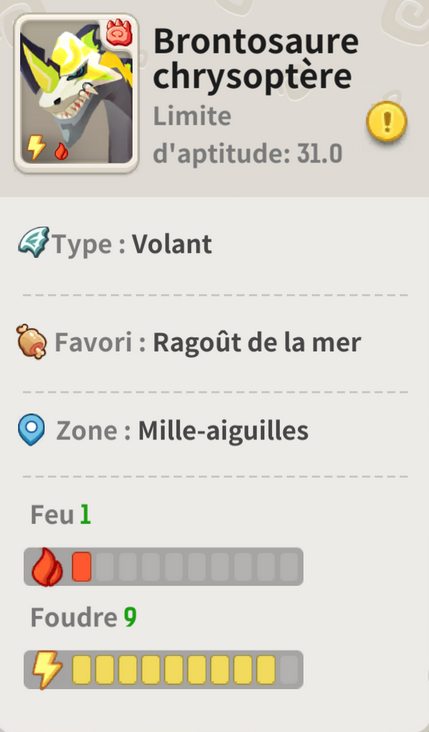 Brontosaure
chrysoptère
Limite
d'aptitude: 31.0
Type : Volant
Favori : Ragoût de la mer
Zone : Mille-aiguilles
Feu 1
Foudre 9